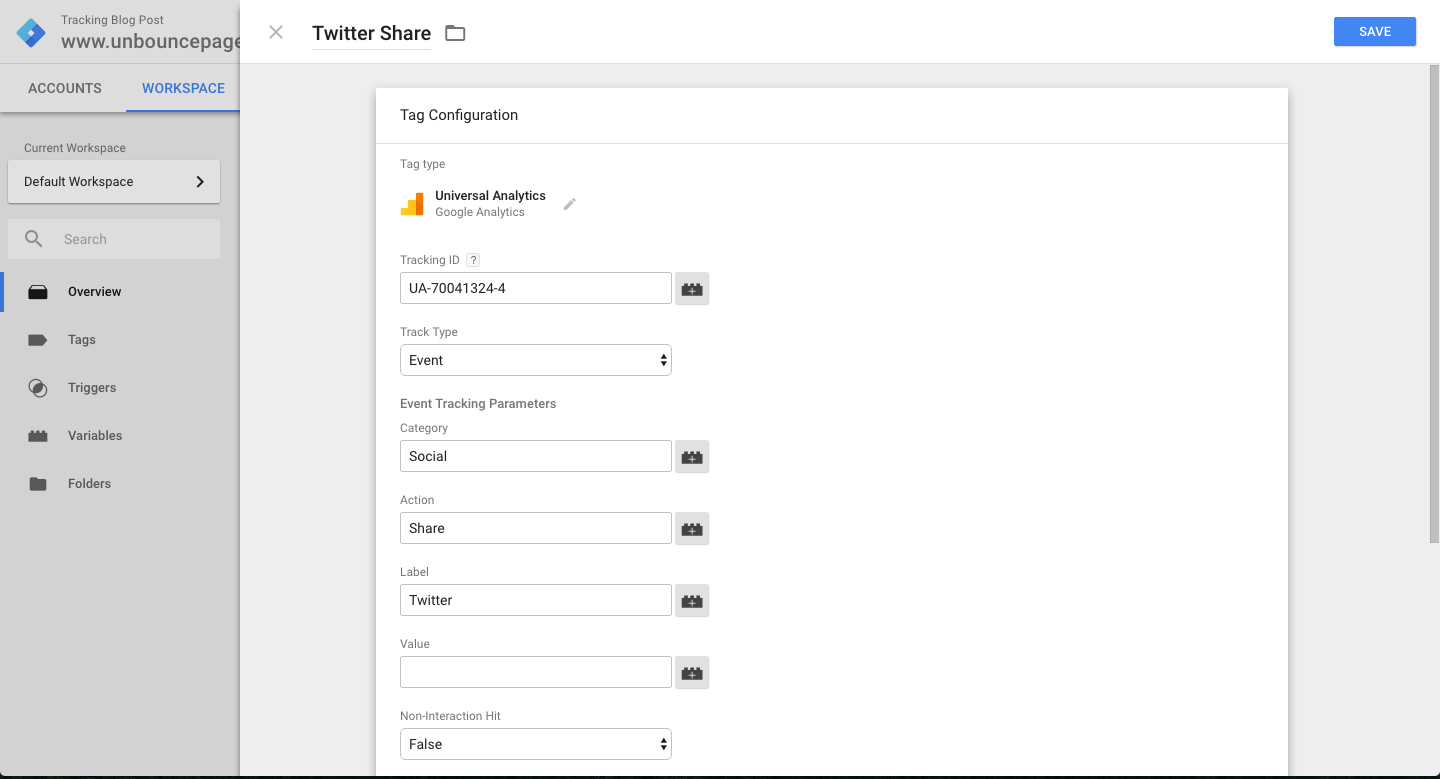 Tracking Blog Post
www.unbouncepage
ACCOUNTS
WORKSPACE
Current Workspace
Default Workspace
Search
Overview
Tags
Triggers
Variables
Folders
Twitter Share
SAVE
Tag Configuration
Tag type
Universal Analytics
Google Analytics
Tracking ID ?
UA-70041324-4
Track Type
Event
Event Tracking Parameters
Category
Social
Action
Share
Label
Twitter
Value
Non-Interaction Hit
False